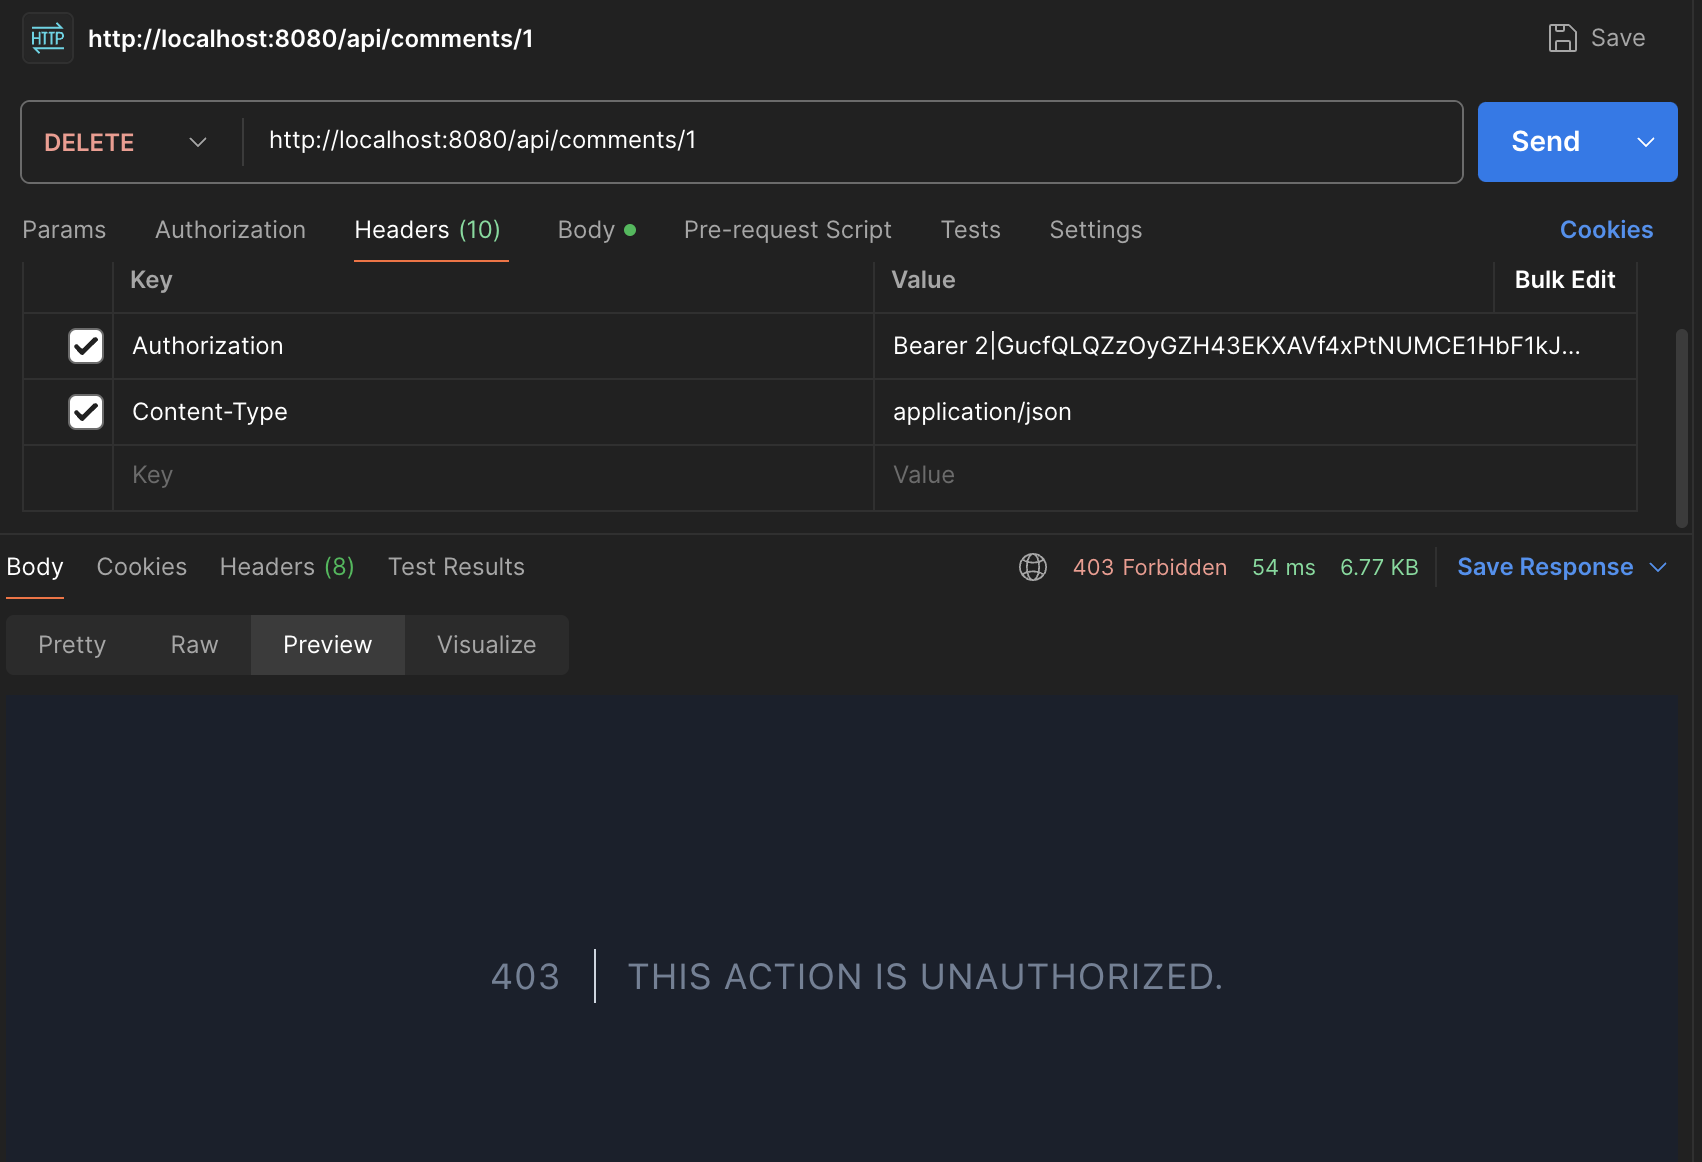 HTTP http://localhost:8080/api/comments/1 Save
DELETE http://localhost:8080/api/comments/1 Send
Params Authorization Headers (10) Body Pre-request Script Tests Settings Cookies
Key Value Bulk Edit
Authorization Bearer 2|GucfQLQZzOyGZH43EKXAVf4xPtNUMCE1HbF1kJ...
Content-Type application/json
Key Value
Body Cookies Headers (8) Test Results 403 Forbidden 54 ms 6.77 KB Save Response
Pretty Raw Preview Visualize
403 THIS ACTION IS UNAUTHORIZED.